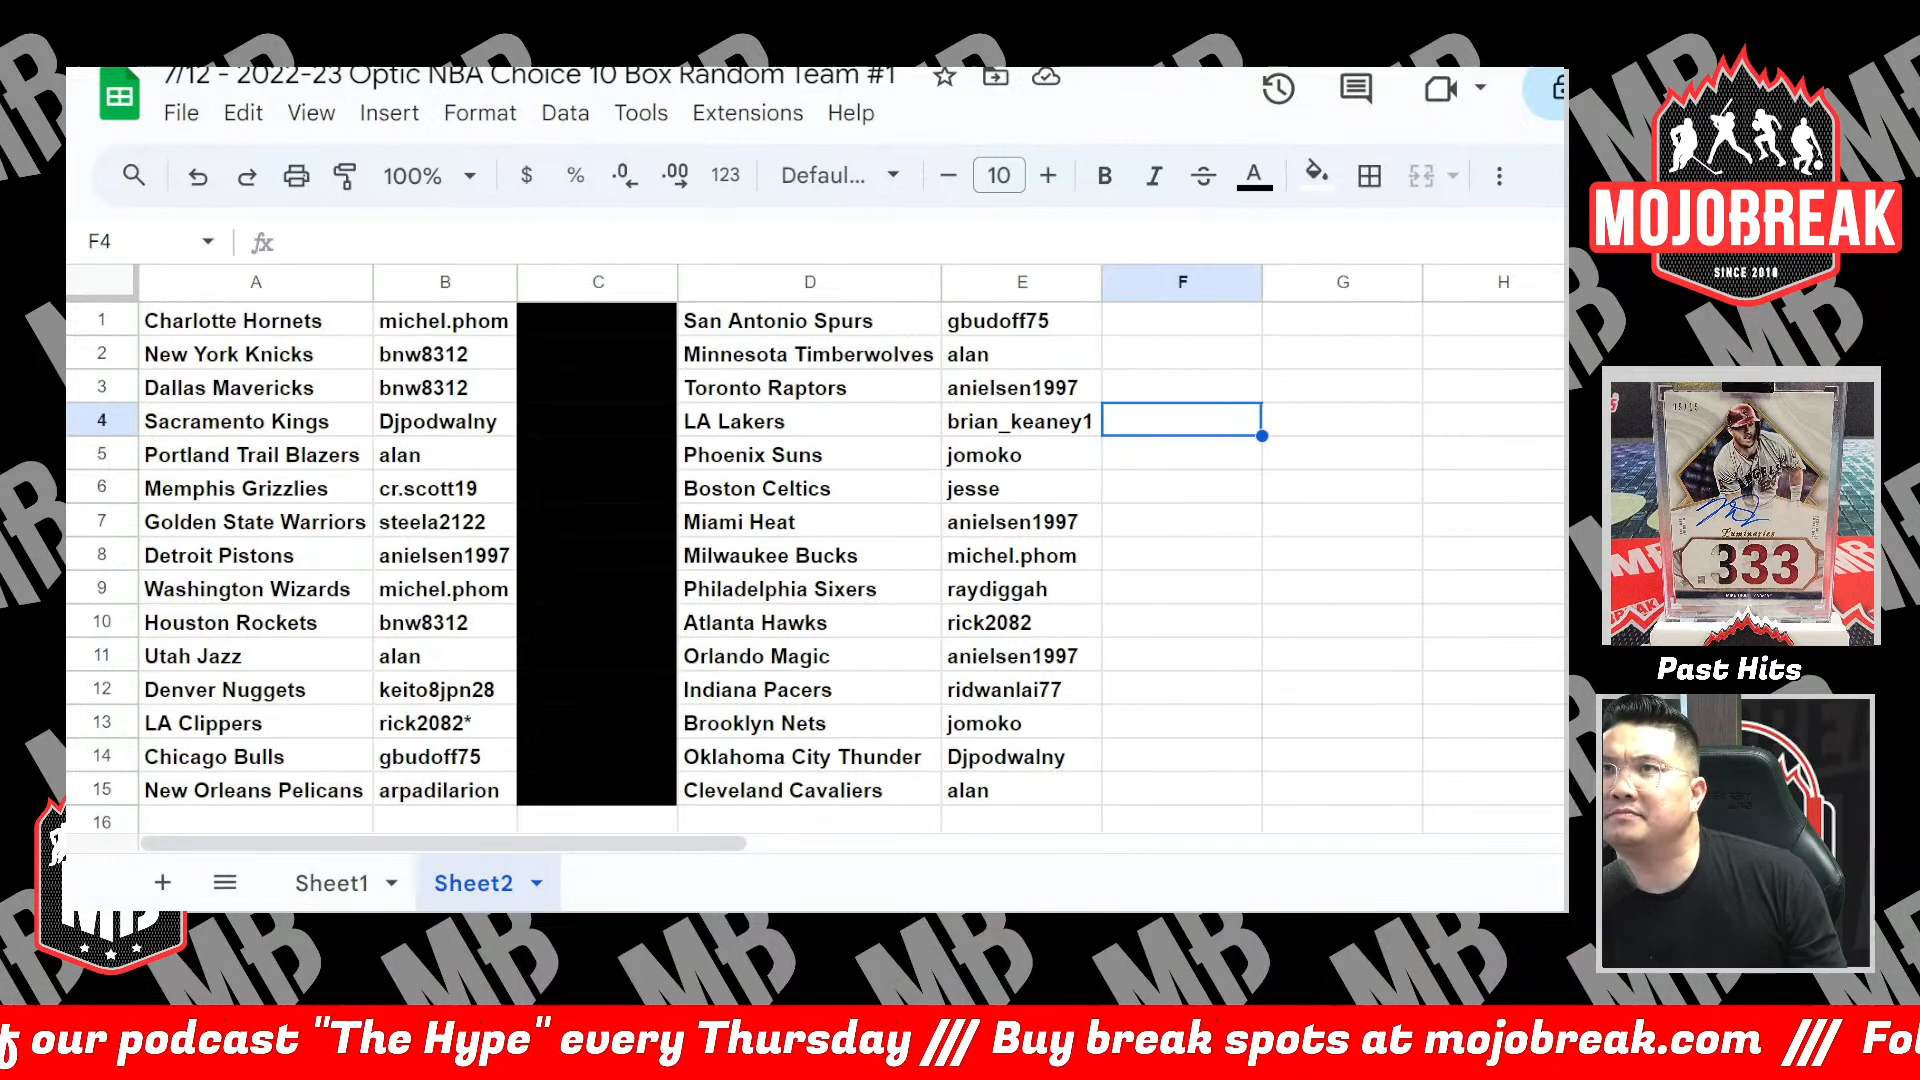 7/12 - 2022-23 Optic NBA Choice 10 Box Random Team #1
File Edit View Insert Format Data Tools Extensions Help
100% $ % .0 .00 123 Defaul... 10 B I A
F4 fx
A B C D E F G H
1 Charlotte Hornets michel.phom San Antonio Spurs gbudoff75
2 New York Knicks bnw8312 Minnesota Timberwolves alan
3 Dallas Mavericks bnw8312 Toronto Raptors anielsen1997
4 Sacramento Kings Djpodwalny LA Lakers brian_keaney1
5 Portland Trail Blazers alan Phoenix Suns jomoko
6 Memphis Grizzlies cr.scott19 Boston Celtics jesse
7 Golden State Warriors steela2122 Miami Heat anielsen1997
8 Detroit Pistons anielsen1997 Milwaukee Bucks michel.phom
9 Washington Wizards michel.phom Philadelphia Sixers raydiggah
10 Houston Rockets bnw8312 Atlanta Hawks rick2082
11 Utah Jazz alan Orlando Magic anielsen1997
12 Denver Nuggets keito8jpn28 Indiana Pacers ridwanlai77
13 LA Clippers rick2082* Brooklyn Nets jomoko
14 Chicago Bulls gbudoff75 Oklahoma City Thunder Djpodwalny
15 New Orleans Pelicans arpadilarion Cleveland Cavaliers alan
16
Sheet1 Sheet2
MOJOBREAK
SINCE 2010
Luminaries
333
Past Hits
MB
our podcast "The Hype" every Thursday /// Buy break spots at mojobreak.com /// Fol